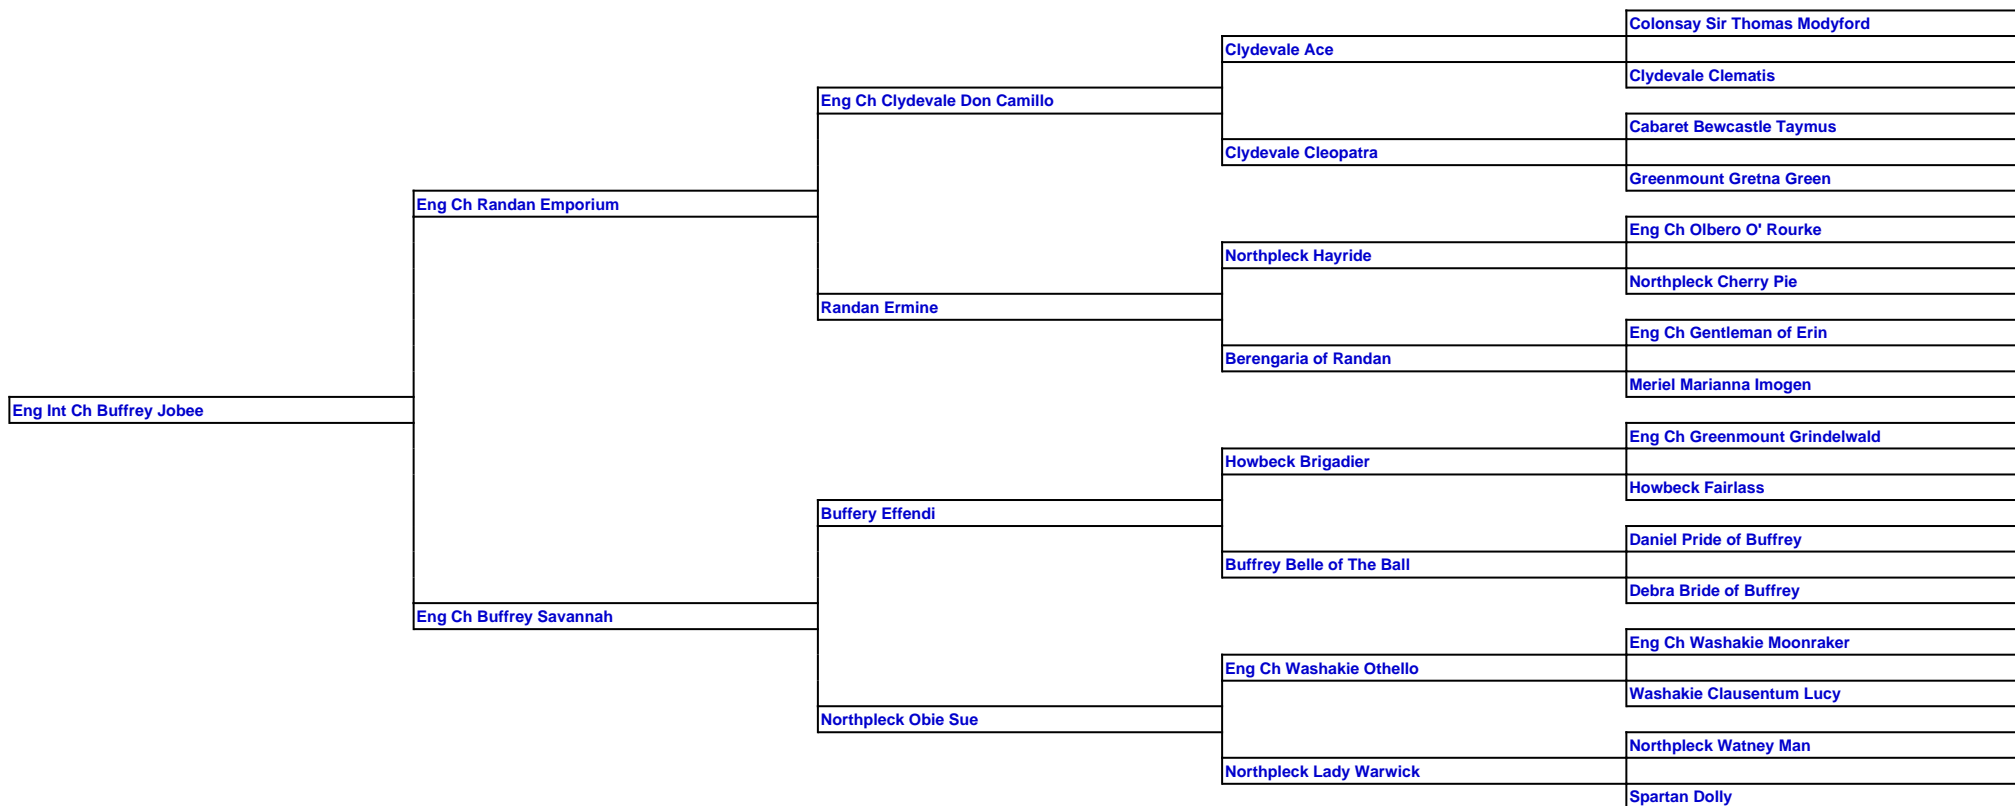 Colonsay Sir Thomas Modyford
Clydevale Ace
Clydevale Clematis
Eng Ch Clydevale Don Camillo
Cabaret Bewcastle Taymus
Clydevale Cleopatra
Greenmount Gretna Green
Eng Ch Randan Emporium
Eng Ch Olbero O' Rourke
Northpleck Hayride
Northpleck Cherry Pie
Randan Ermine
Eng Ch Gentleman of Erin
Berengaria of Randan
Meriel Marianna Imogen
Eng Int Ch Buffrey Jobee
Eng Ch Greenmount Grindelwald
Howbeck Brigadier
Howbeck Fairlass
Buffery Effendi
Daniel Pride of Buffrey
Buffrey Belle of The Ball
Debra Bride of Buffrey
Eng Ch Buffrey Savannah
Eng Ch Washakie Moonraker
Eng Ch Washakie Othello
Washakie Clausentum Lucy
Northpleck Obie Sue
Northpleck Watney Man
Northpleck Lady Warwick
Spartan Dolly